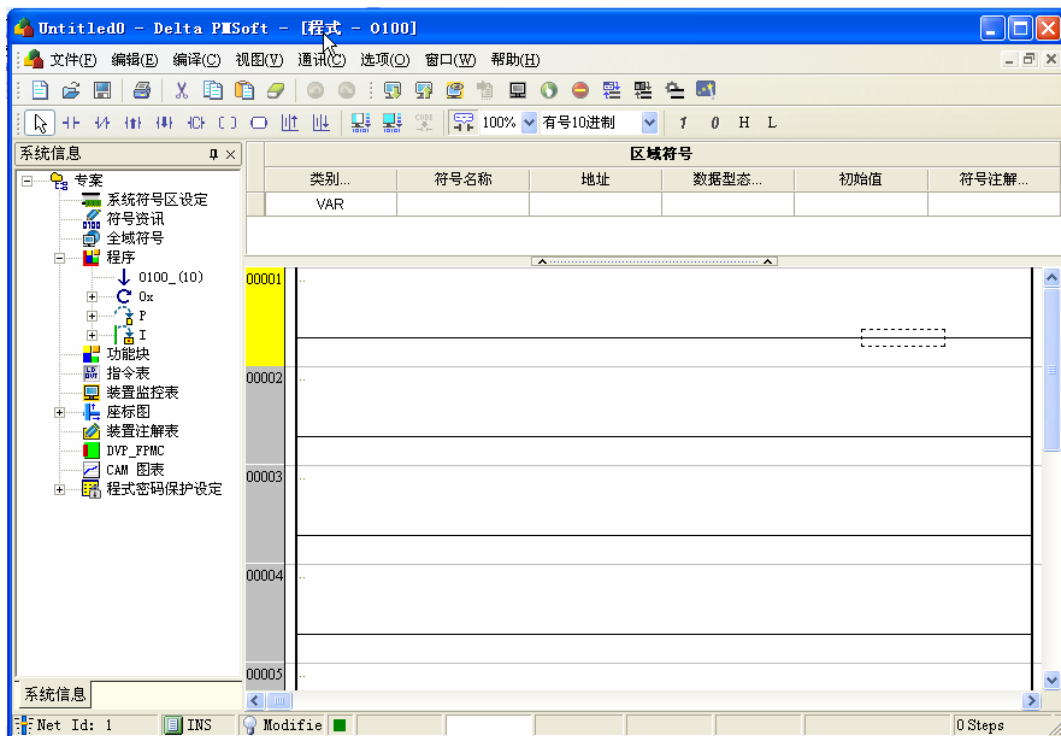 Untitled0 - Delta PMSoft - [程式 - O100]
文件(F) 编辑(E) 编译(C) 视图(V) 通讯(C) 选项(O) 窗口(W) 帮助(H)
CODE 100% 有号10进制 1 0 H L
系统信息
区域符号
类别... 符号名称 地址 数据型态... 初始值 符号注解...
VAR
专案
系统符号区设定
符号资讯
全域符号
程序
O100_(10)
Ox
P
I
功能块
指令表
装置监控表
座标图
装置注解表
DVP_FPMC
CAM 图表
程式密码保护设定
00001
00002
00003
00004
00005
系统信息
Net Id: 1 INS Modifie 0 Steps